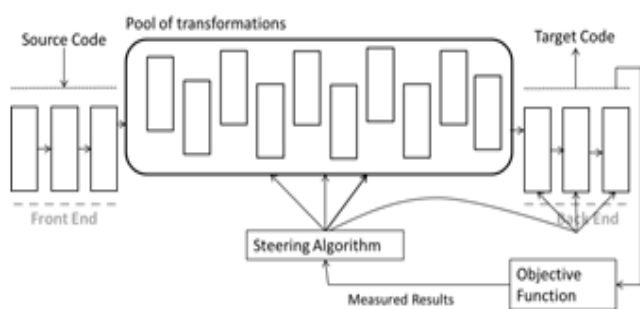 Pool of transformations
Source Code
Target Code
Front End
Back End
Steering Algorithm
Objective
Function
Measured Results